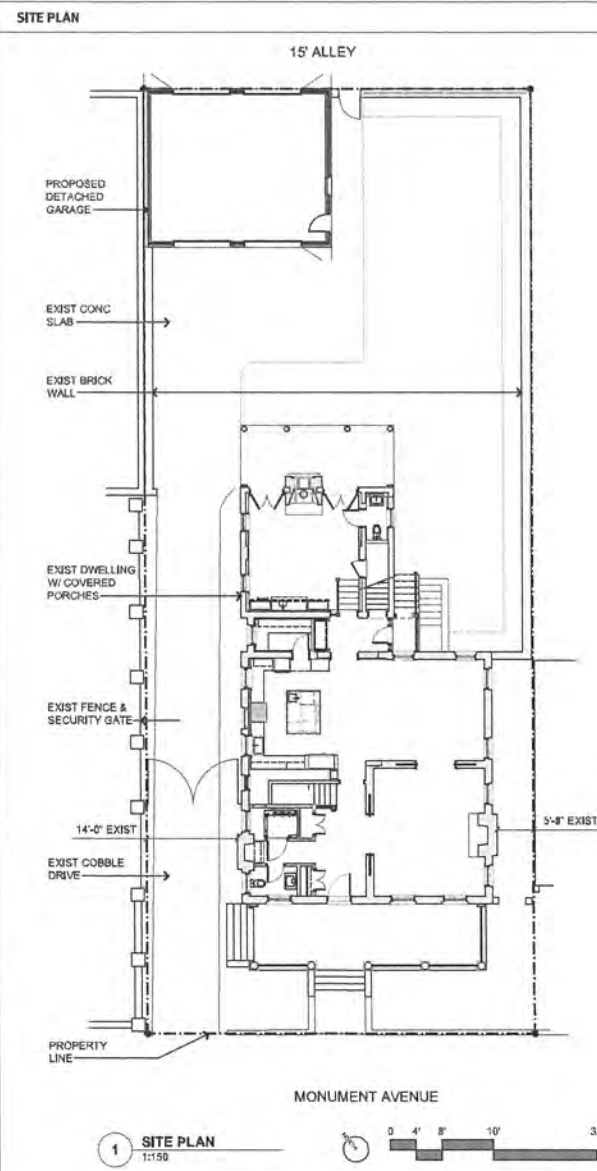 SITE PLAN
15' ALLEY
PROPOSED
DETACHED
GARAGE
EXIST CONC
SLAB
EXIST BRICK
WALL
EXIST DWELLING
W/ COVERED
PORCHES
EXIST FENCE &
SECURITY GATE
14'-0" EXIST
5'-8" EXIST
EXIST COBBLE
DRIVE
PROPERTY
LINE
MONUMENT AVENUE
1 SITE PLAN
1:150
0 4' 8' 10'